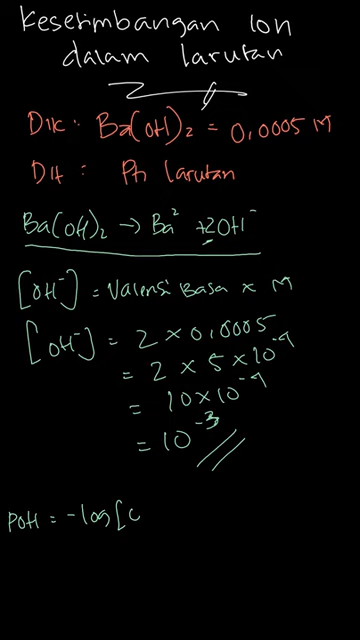 Kesetimbangan Ion
dalam larutan
Dik: Ba(OH)₂ = 0,0005 M
Dit = Ph larutan
Ba(OH)₂ → Ba² + 2OH⁻
[OH⁻] = Valensi Basa × M
[OH⁻] = 2 × 0,0005
= 2 × 5 × 10⁻⁴
= 10 × 10⁻⁴
= 10⁻³
POH = -log [